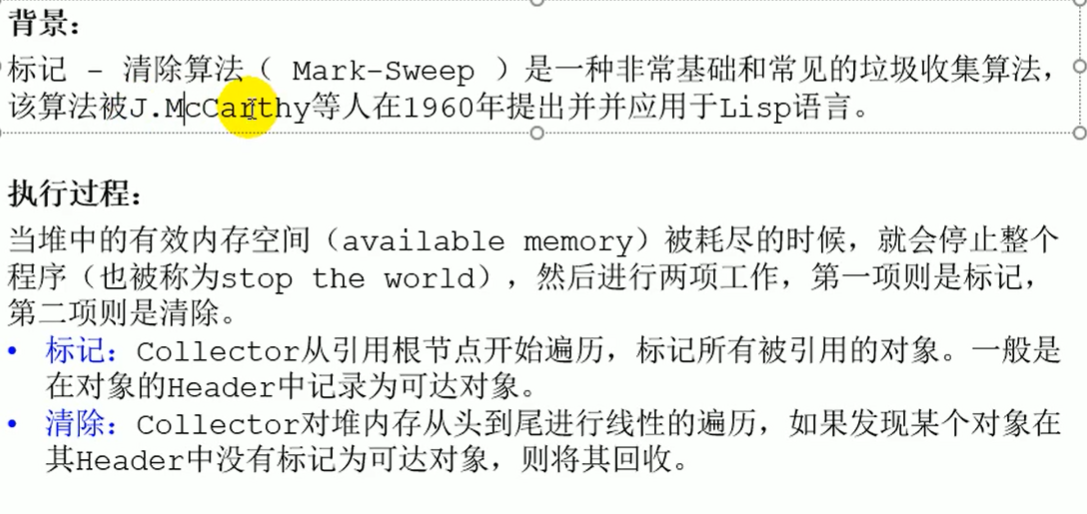 背景：
标记 - 清除算法（ Mark-Sweep ）是一种非常基础和常见的垃圾收集算法，
该算法被J.McCarthy等人在1960年提出并并应用于Lisp语言。
执行过程：
当堆中的有效内存空间（available memory）被耗尽的时候，就会停止整个
程序（也被称为stop the world），然后进行两项工作，第一项则是标记，
第二项则是清除。
• 标记：Collector从引用根节点开始遍历，标记所有被引用的对象。一般是
在对象的Header中记录为可达对象。
• 清除：Collector对堆内存从头到尾进行线性的遍历，如果发现某个对象在
其Header中没有标记为可达对象，则将其回收。